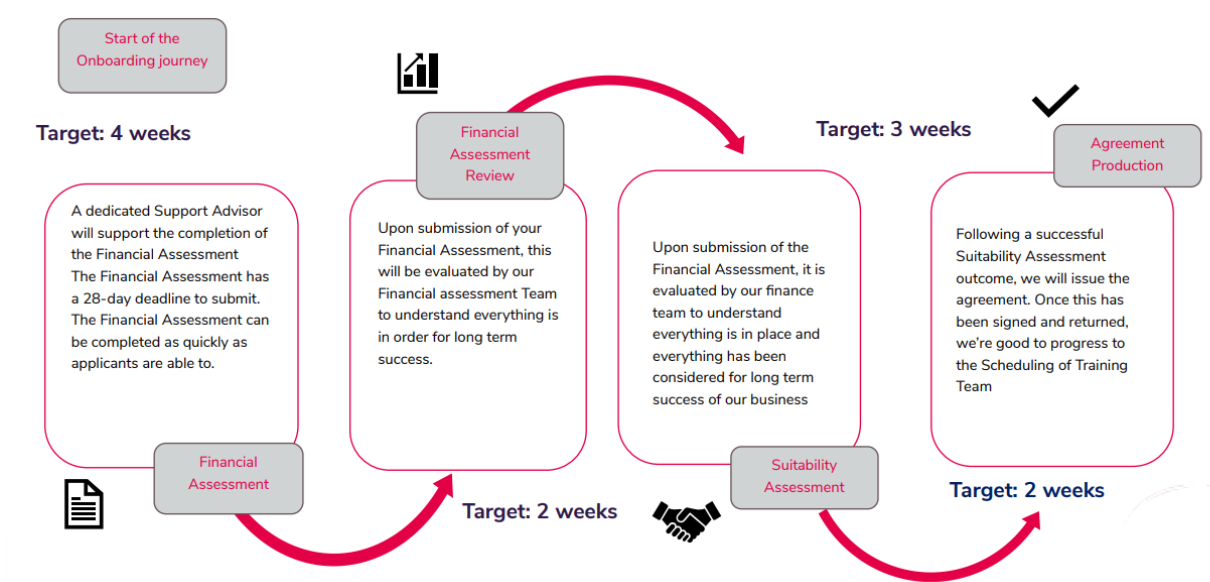 Start of the
Onboarding journey
Target: 4 weeks
A dedicated Support Advisor
will support the completion of
the Financial Assessment
The Financial Assessment has
a 28-day deadline to submit.
The Financial Assessment can
be completed as quickly as
applicants are able to.
Financial
Assessment
Financial
Assessment
Review
Upon submission of your
Financial Assessment, this
will be evaluated by our
Financial assessment Team
to understand everything is
in order for long term
success.
Target: 2 weeks
Target: 3 weeks
Upon submission of the
Financial Assessment, it is
evaluated by our finance
team to understand
everything is in place and
everything has been
considered for long term
success of our business
Suitability
Assessment
Agreement
Production
Following a successful
Suitability Assessment
outcome, we will issue the
agreement. Once this has
been signed and returned,
we’re good to progress to
the Scheduling of Training
Team
Target: 2 weeks